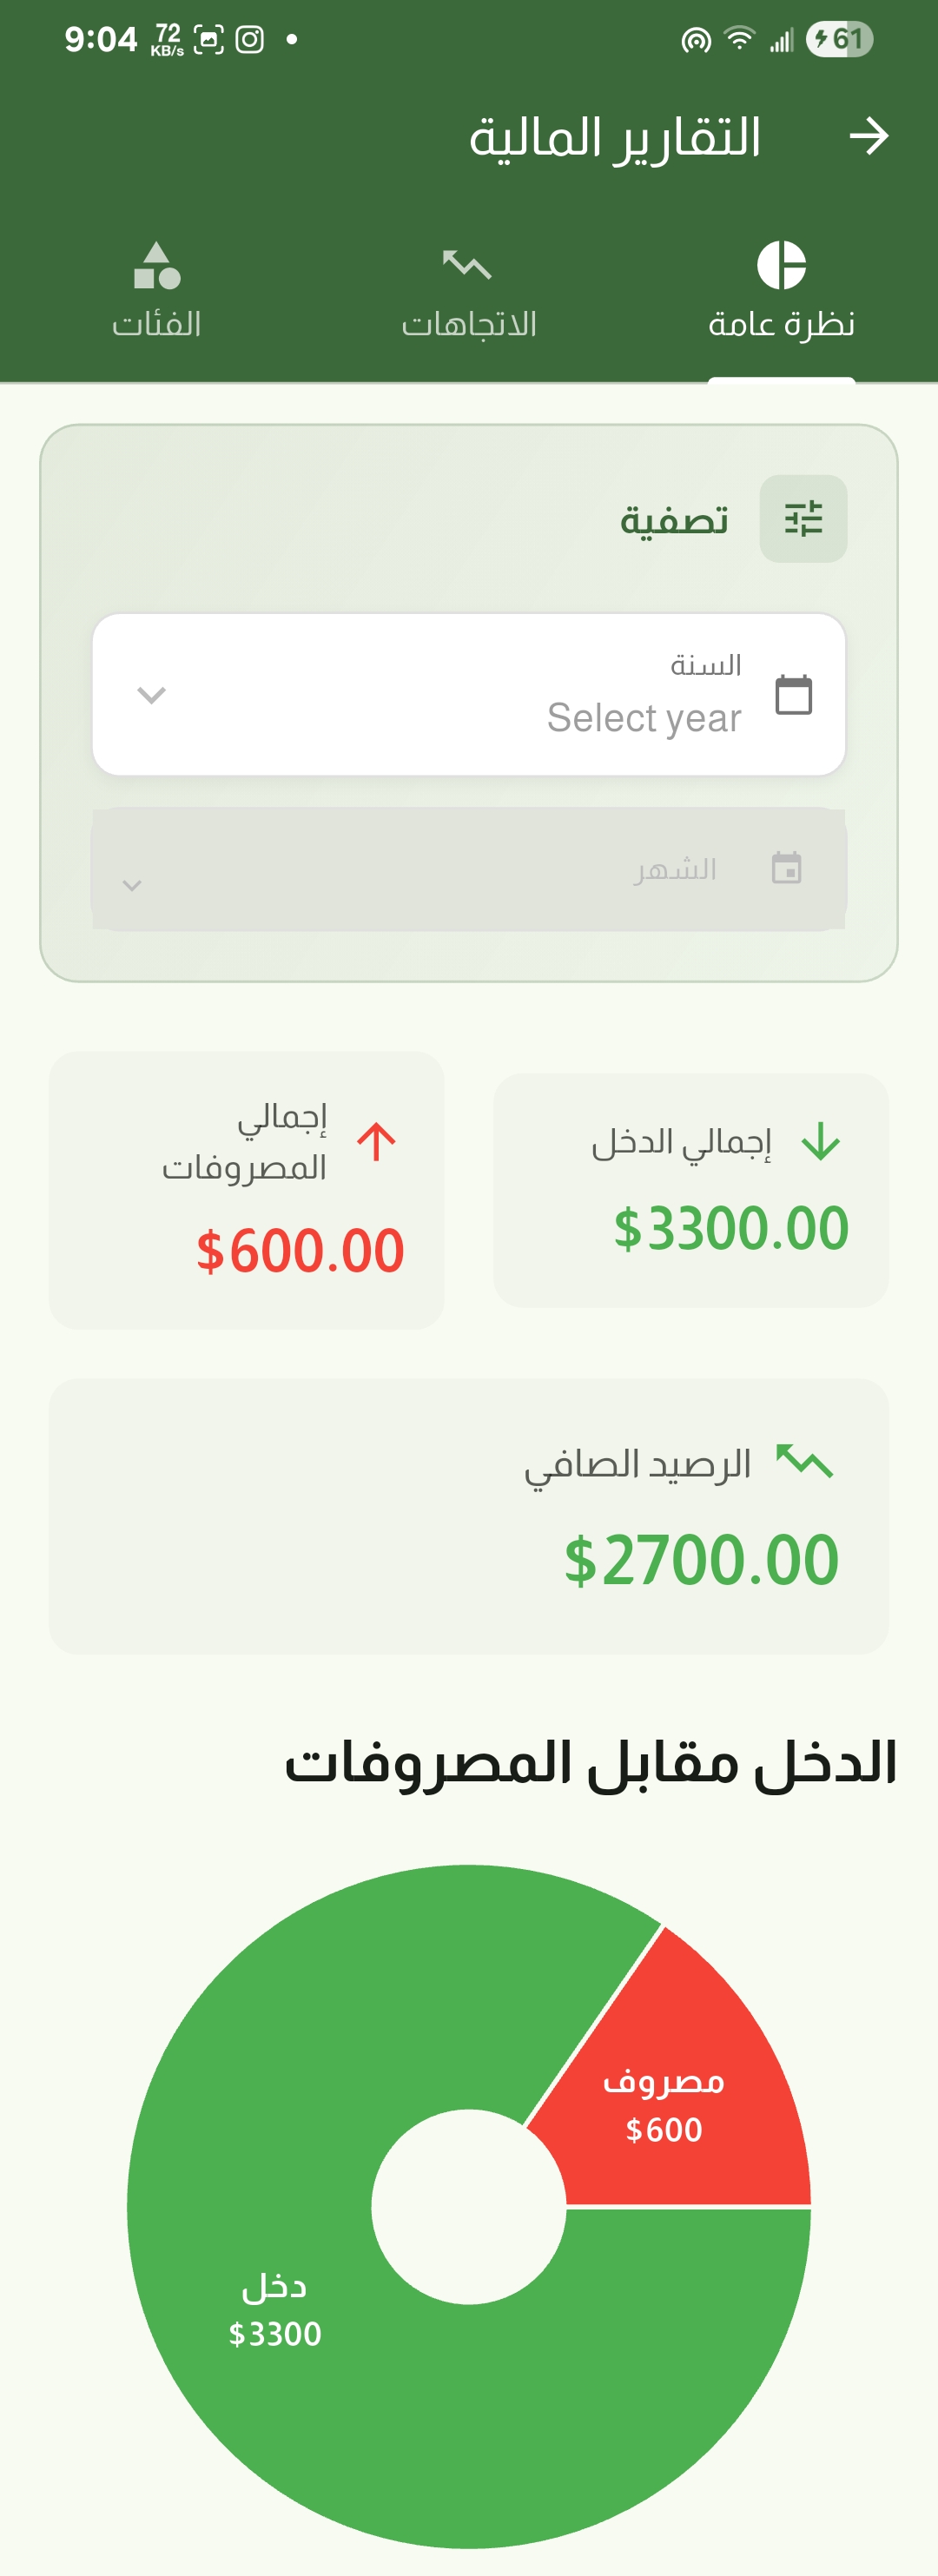 9:04
72
KB/s
61
التقارير المالية
نظرة عامة
الاتجاهات
الفئات
تصفية
السنة
Select year
الشهر
إجمالي الدخل
$3300.00
إجمالي
المصروفات
$600.00
الرصيد الصافي
$2700.00
الدخل مقابل المصروفات
مصروف
$600
دخل
$3300